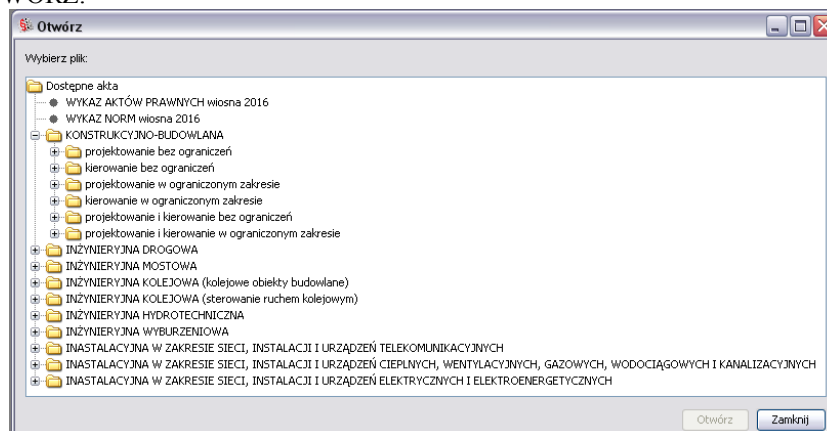 Otwórz
Wybierz plik:
Dostępne akta
WYKAZ AKTÓW PRAWNYCH wiosna 2016
WYKAZ NORM wiosna 2016
KONSTRUKCYJNO-BUDOWLANA
projektowanie bez ograniczeń
kierowanie bez ograniczeń
projektowanie w ograniczonym zakresie
kierowanie w ograniczonym zakresie
projektowanie i kierowanie bez ograniczeń
projektowanie i kierowanie w ograniczonym zakresie
INŻYNIERYJNA DROGOWA
INŻYNIERYJNA MOSTOWA
INŻYNIERYJNA KOLEJOWA (kolejowe obiekty budowlane)
INŻYNIERYJNA KOLEJOWA (sterowanie ruchem kolejowym)
INŻYNIERYJNA HYDROTECHNICZNA
INŻYNIERYJNA WYBURZENIOWA
INASTALACYJNA W ZAKRESIE SIECI, INSTALACJI I URZĄDZEŃ TELEKOMUNIKACYJNYCH
INASTALACYJNA W ZAKRESIE SIECI, INSTALACJI I URZĄDZEŃ CIEPLNYCH, WENTYLACYJNYCH, GAZOWYCH, WODOCIĄGOWYCH I KANALIZACYJNYCH
INASTALACYJNA W ZAKRESIE SIECI, INSTALACJI I URZĄDZEŃ ELEKTRYCZNYCH I ELEKTROENERGETYCZNYCH
Otwórz Zamknij